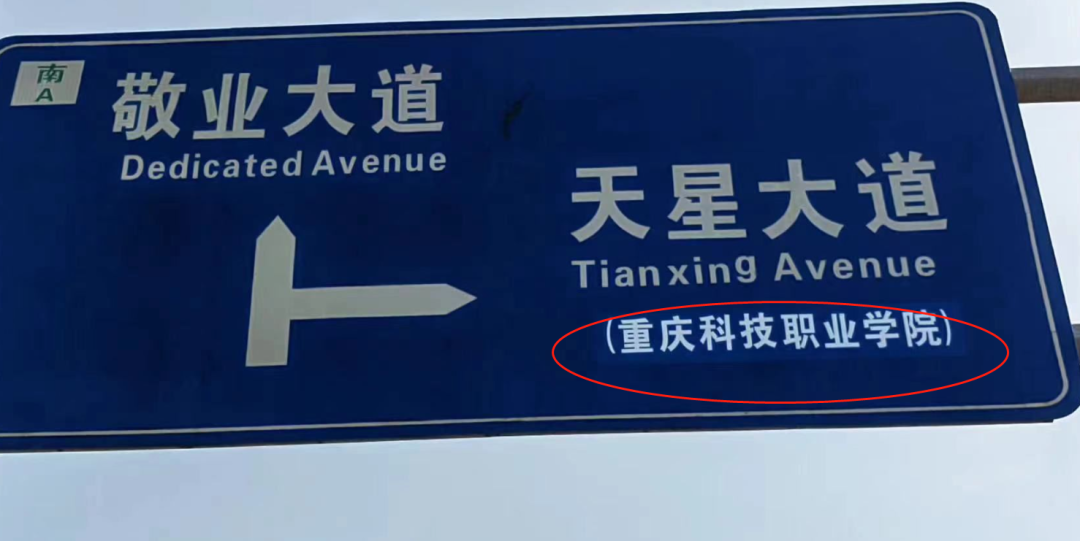 南
A
敬业大道
Dedicated Avenue
天星大道
Tianxing Avenue
(重庆科技职业学院)